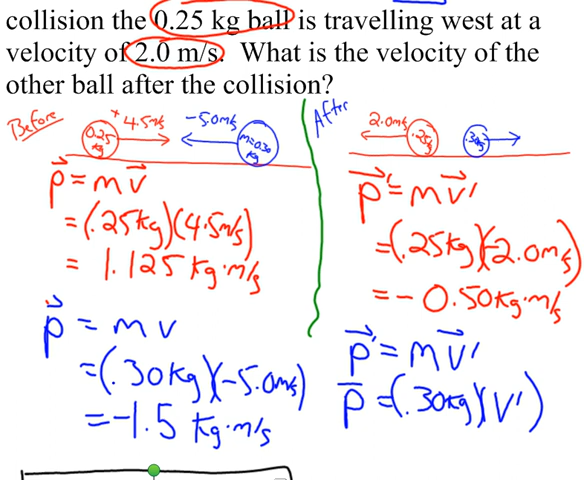 collision the 0.25 kg ball is travelling west at a
velocity of 2.0 m/s. What is the velocity of the
other ball after the collision?
Before
+ 4.5m/s
-5.0m/s
0.25 kg
m=0.30 kg
p = mv
= (.25kg)(4.5m/s)
= 1.125 kg·m/s
p = mv
= (.30kg)(-5.0m/s)
= -1.5 kg·m/s
After
2.0m/s
.25kg
.30kg
p' = mv'
= (.25kg)(-2.0m/s)
= - 0.50kg·m/s
p' = mv'
p = (.30kg)(v')